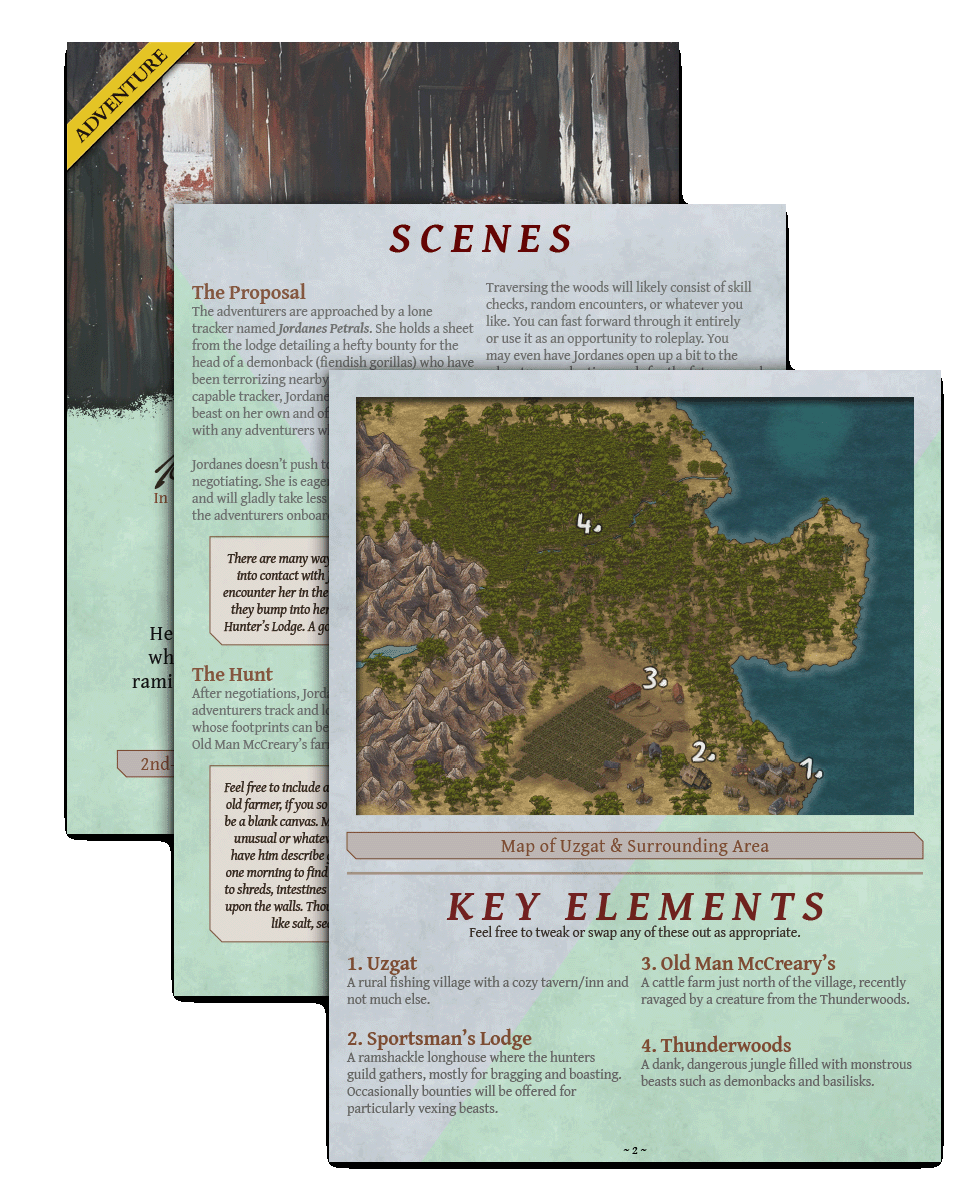 ADVENTURE
In
He
wh
rami
2nd-
SCENES
The Proposal
The adventurers are approached by a lone
tracker named Jordanes Petrals. She holds a sheet
from the lodge detailing a hefty bounty for the
head of a demonback (fiendish gorillas) who have
been terrorizing nearby
capable tracker, Jordane
beast on her own and of
with any adventurers w
Jordanes doesn't push to
negotiating. She is eage
and will gladly take less
the adventurers onboar
There are many way
into contact with
encounter her in the
they bump into her
Hunter's Lodge. A go
The Hunt
After negotiations, Jorda
adventurers track and lo
whose footprints can be
Old Man McCreary's far
Feel free to include a
old farmer, if you so
be a blank canvas. M
unusual or whatev
have him describe
one morning to find
to shreds, intestines
upon the walls. Thou
like salt, sea
Traversing the woods will likely consist of skill
checks, random encounters, or whatever you
like. You can fast forward through it entirely
or use it as an opportunity to roleplay. You
may even have Jordanes open up a bit to the
4.
3.
2.
1.
Map of Uzgat & Surrounding Area
KEY ELEMENTS
Feel free to tweak or swap any of these out as appropriate.
1. Uzgat
A rural fishing village with a cozy tavern/inn and
not much else.
2. Sportsman's Lodge
A ramshackle longhouse where the hunters
guild gathers, mostly for bragging and boasting.
Occasionally bounties will be offered for
particularly vexing beasts.
3. Old Man McCreary's
A cattle farm just north of the village, recently
ravaged by a creature from the Thunderwoods.
4. Thunderwoods
A dank, dangerous jungle filled with monstrous
beasts such as demonbacks and basilisks.
~ 2 ~